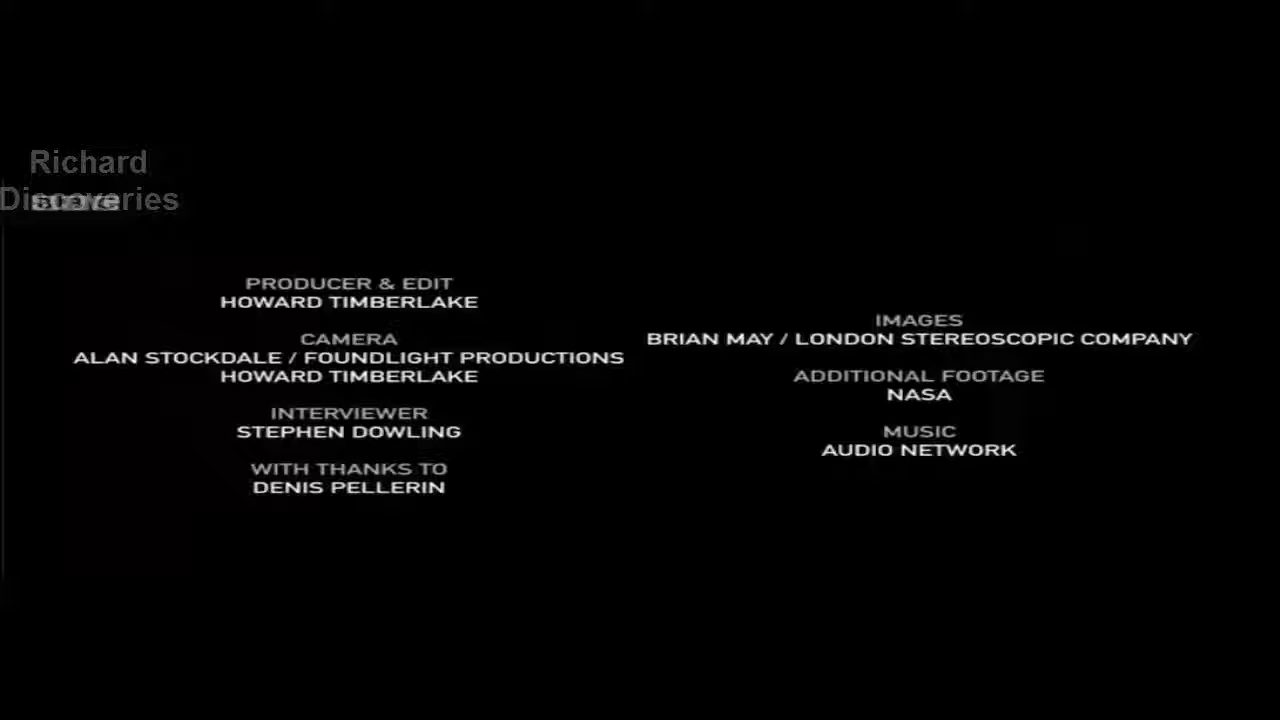 Richard
Discoveries
PRODUCER & EDIT
HOWARD TIMBERLAKE
CAMERA
ALAN STOCKDALE / FOUNDLIGHT PRODUCTIONS
HOWARD TIMBERLAKE
INTERVIEWER
STEPHEN DOWLING
WITH THANKS TO
DENIS PELLERIN
IMAGES
BRIAN MAY / LONDON STEREOSCOPIC COMPANY
ADDITIONAL FOOTAGE
NASA
MUSIC
AUDIO NETWORK